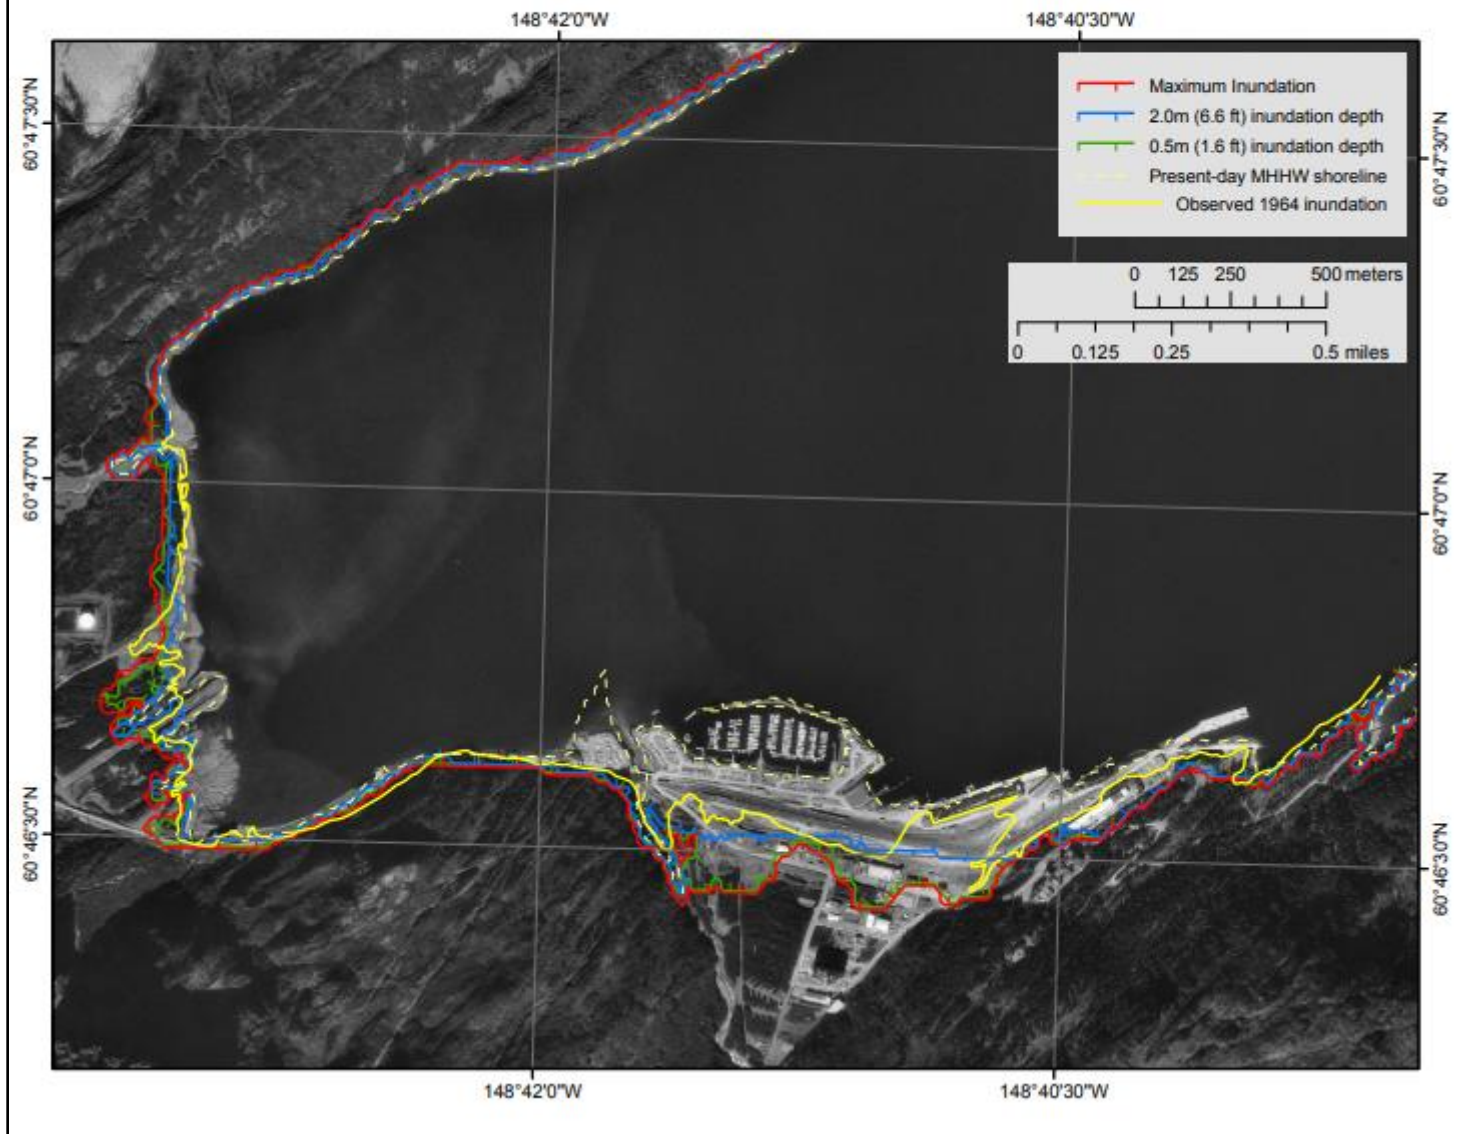 148°42'0"W 148°40'30"W
Maximum Inundation
2.0m (6.6 ft) inundation depth
0.5m (1.6 ft) inundation depth
Present-day MHHW shoreline
Observed 1964 inundation
0 125 250 500 meters
0 0.125 0.25 0.5 miles
60°47'30"N
60°47'30"N
60°47'0"N
60°47'0"N
60°46'30"N
60°46'30"N
148°42'0"W 148°40'30"W